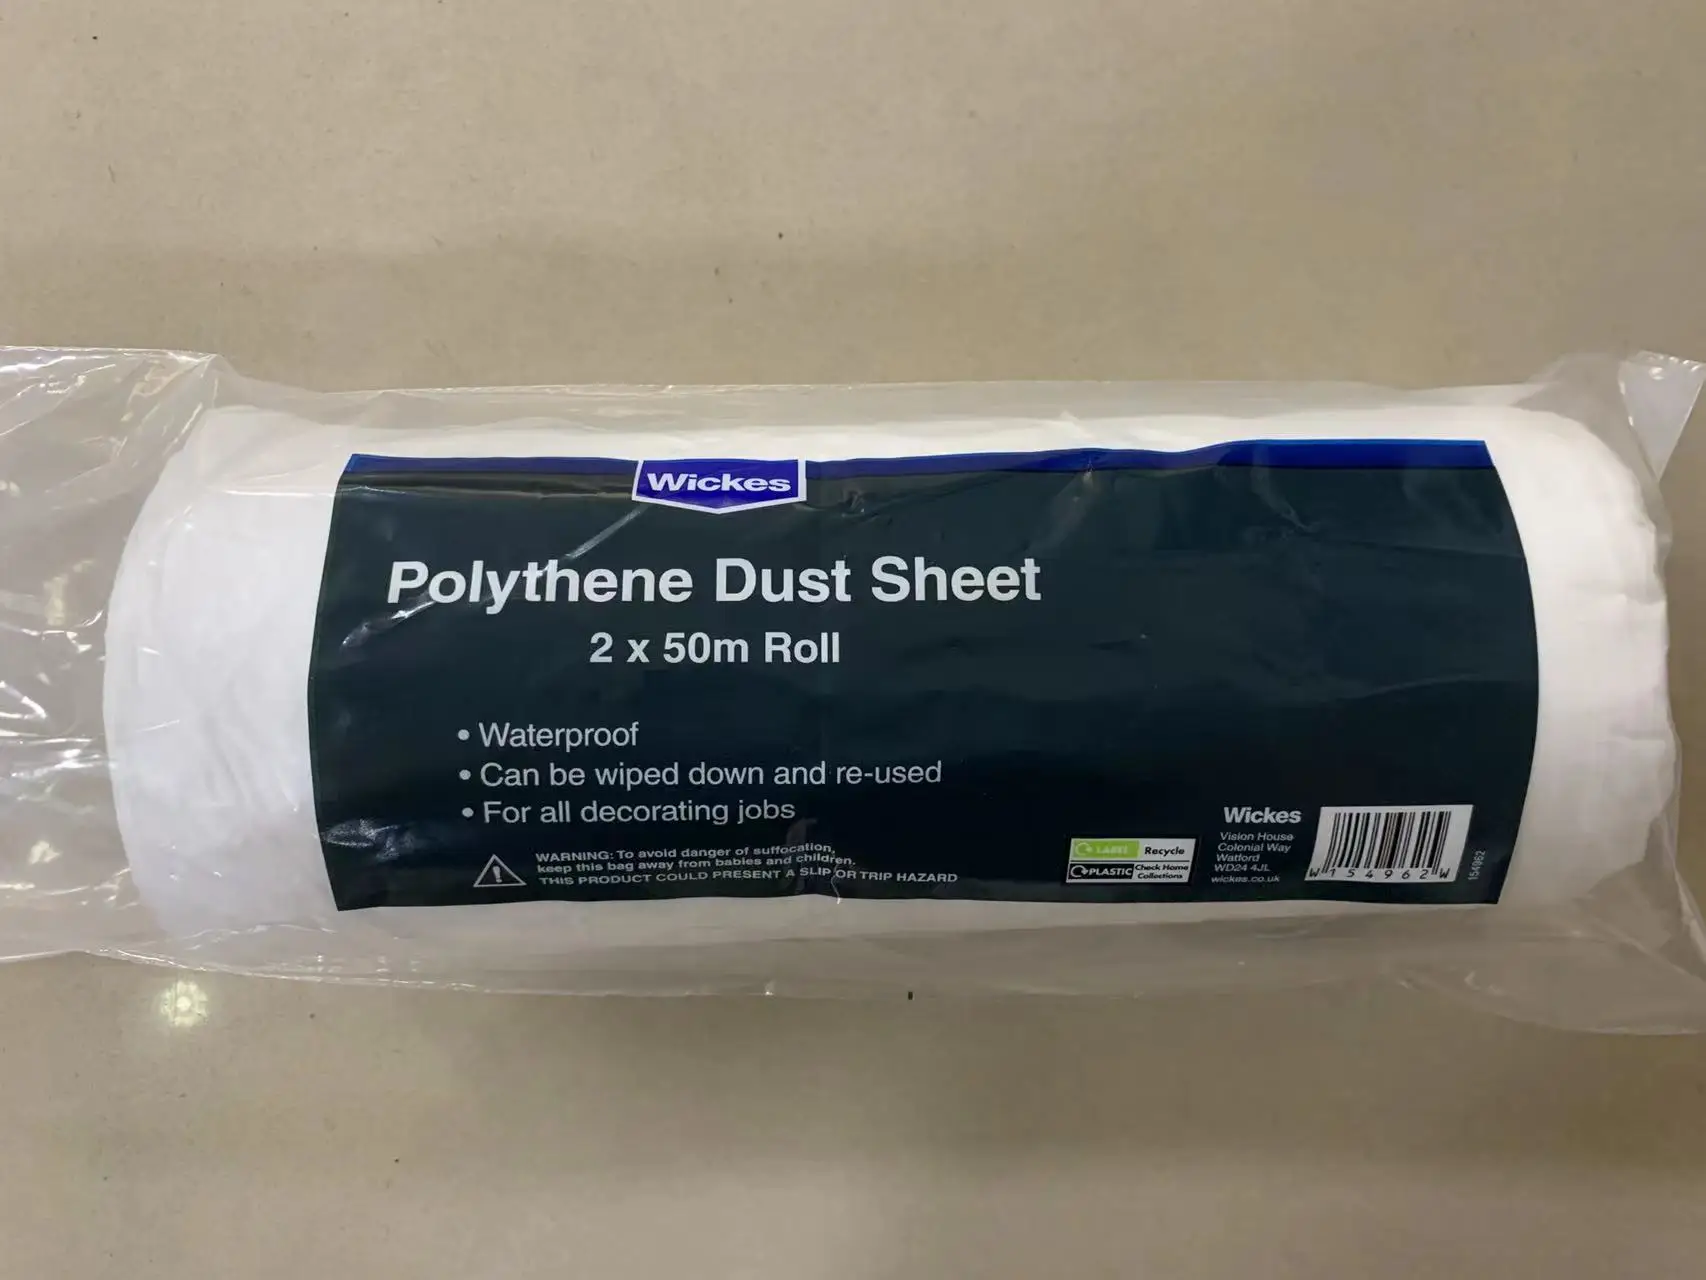 Wickes
Polythene Dust Sheet
2 x 50m Roll
• Waterproof
• Can be wiped down and re-used
• For all decorating jobs
WARNING: To avoid danger of suffocation,
keep this bag away from babies and children.
THIS PRODUCT COULD PRESENT A SLIP OR TRIP HAZARD
LABEL Recycle
PLASTIC Check Home
Collections
Wickes
Vision House
Colonial Way
Watford
WD24 4JL
wickes.co.uk
W154962W
154962